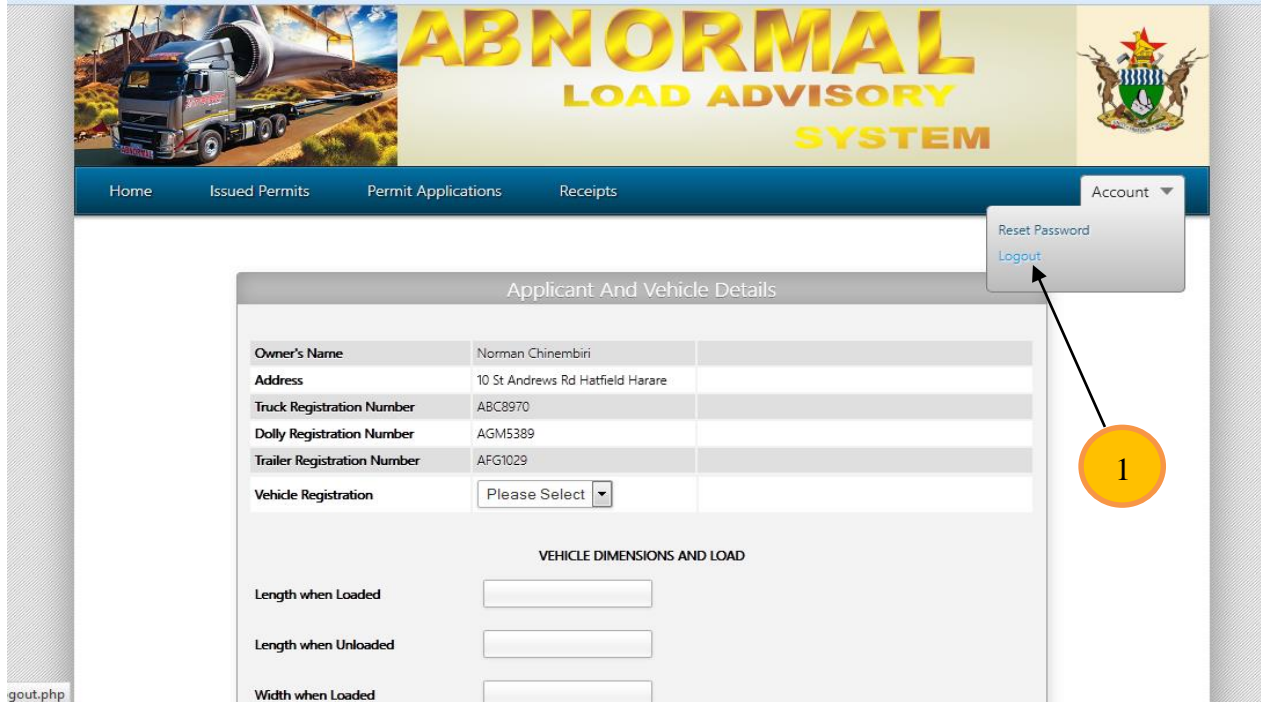 ABNORMAL
LOAD ADVISORY
SYSTEM
ABNORMAL
Home Issued Permits Permit Applications Receipts Account
Reset Password
Logout
Applicant And Vehicle Details
Owner's Name Norman Chinembiri
Address 10 St Andrews Rd Hatfield Harare
Truck Registration Number ABC8970
Dolly Registration Number AGM5389
Trailer Registration Number AFG1029
1
Vehicle Registration Please Select
VEHICLE DIMENSIONS AND LOAD
Length when Loaded
Length when Unloaded
Width when Loaded
gout.php